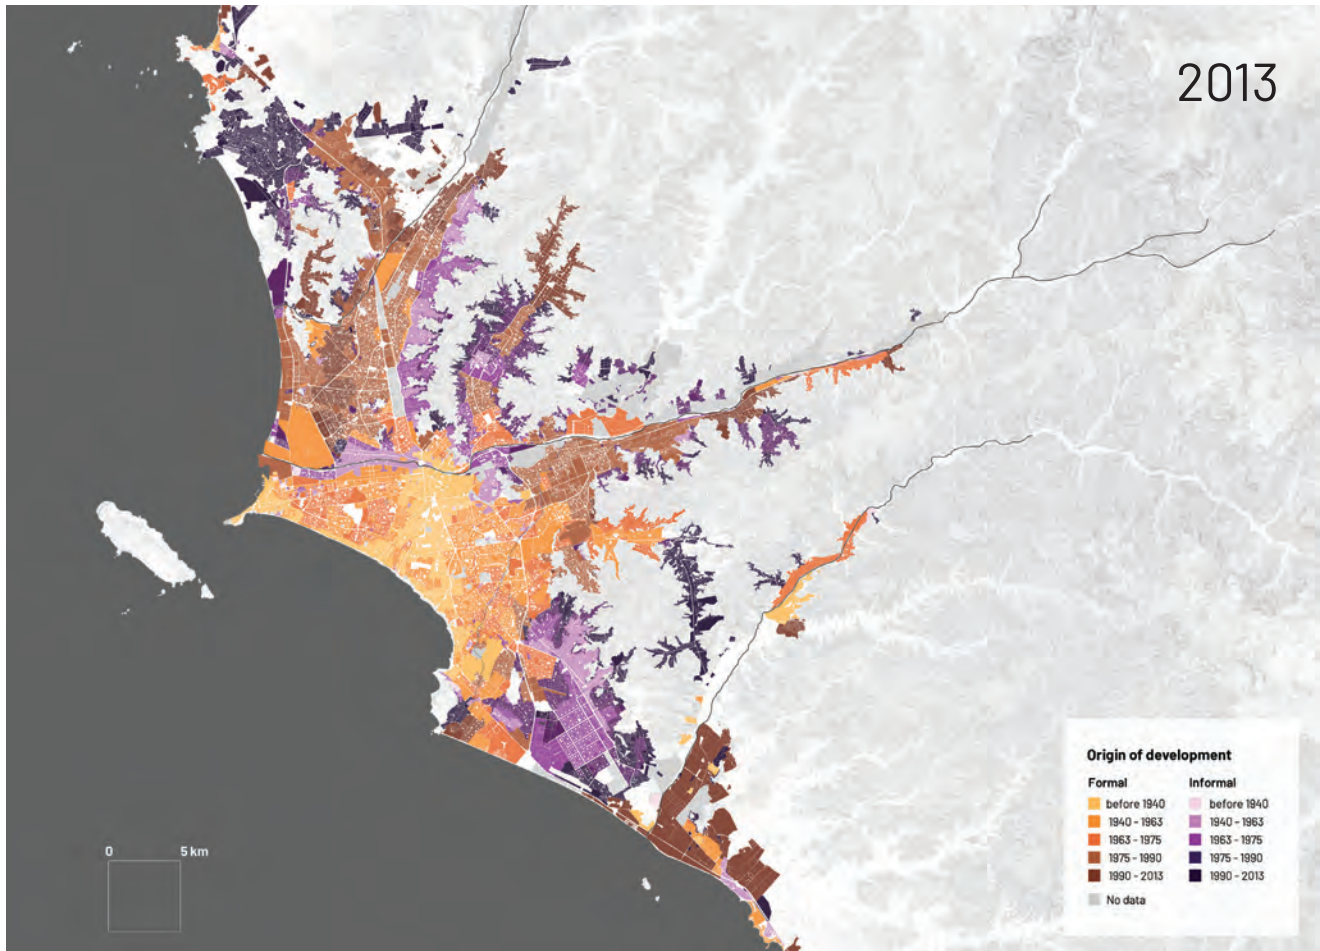 2013
Origin of development
Formal Informal
before 1940 before 1940
1940 - 1963 1940 - 1963
1963 - 1975 1963 - 1975
1975 - 1990 1975 - 1990
1990 - 2013 1990 - 2013
No data
0 5 km